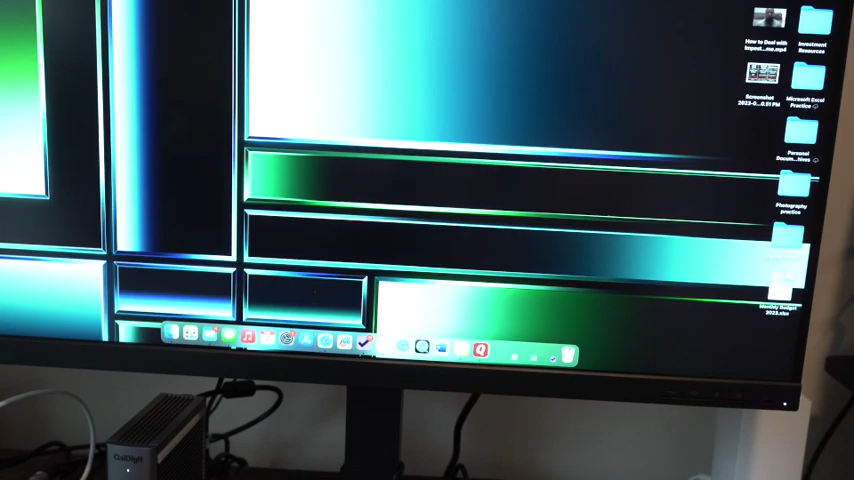 How to Deal with
Impost...me.mp4
Investment
Resources
Screenshot
2023-0...0.51 PM
Microsoft Excel
Practice
Personal
Docum...hives
Photography
practice
Monthly Budget
2023.xlsx
CalDigit